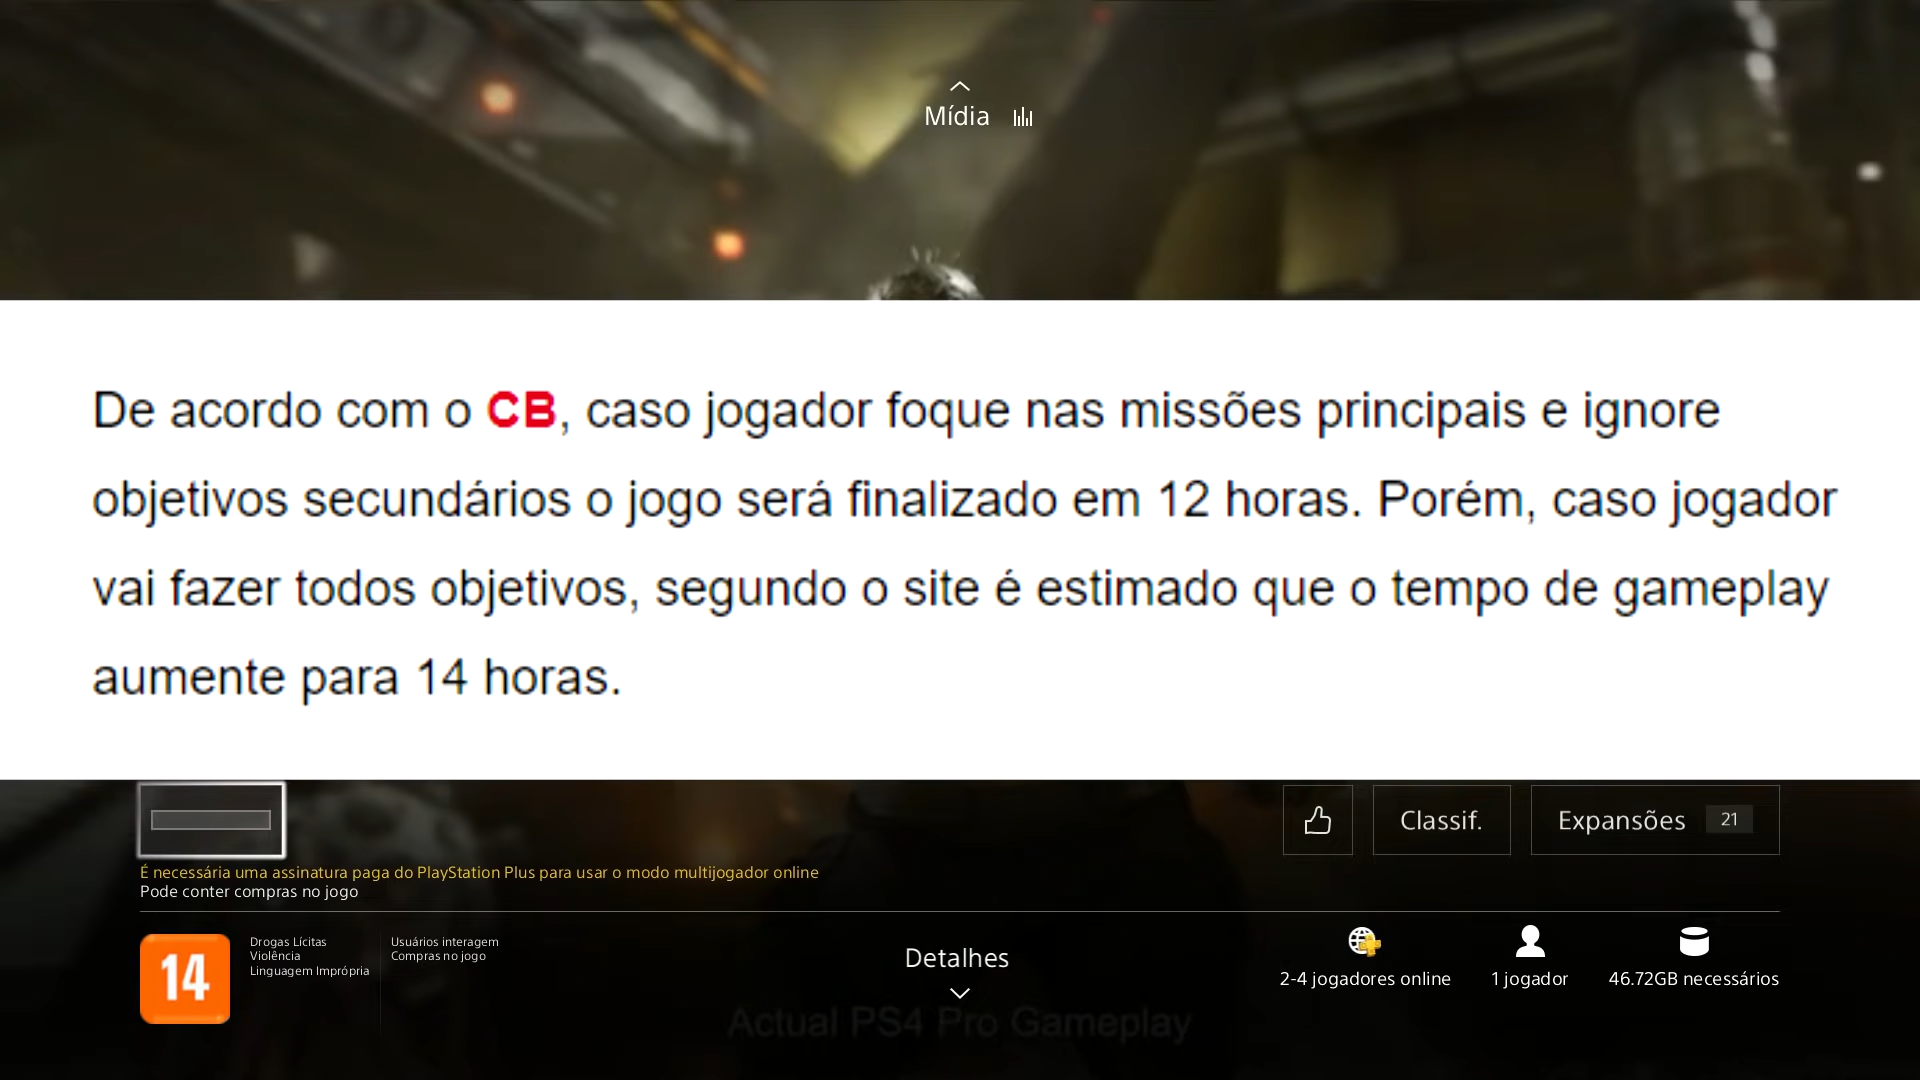 Mídia
De acordo com o CB, caso jogador foque nas missões principais e ignore
objetivos secundários o jogo será finalizado em 12 horas. Porém, caso jogador
vai fazer todos objetivos, segundo o site é estimado que o tempo de gameplay
aumente para 14 horas.
Classif.
Expansões 21
É necessária uma assinatura paga do PlayStation Plus para usar o modo multijogador online
Pode conter compras no jogo
14
Drogas Lícitas
Violência
Linguagem Imprópria
Usuários interagem
Compras no jogo
Detalhes
2-4 jogadores online
1 jogador
46.72GB necessários
Actual PS4 Pro Gameplay